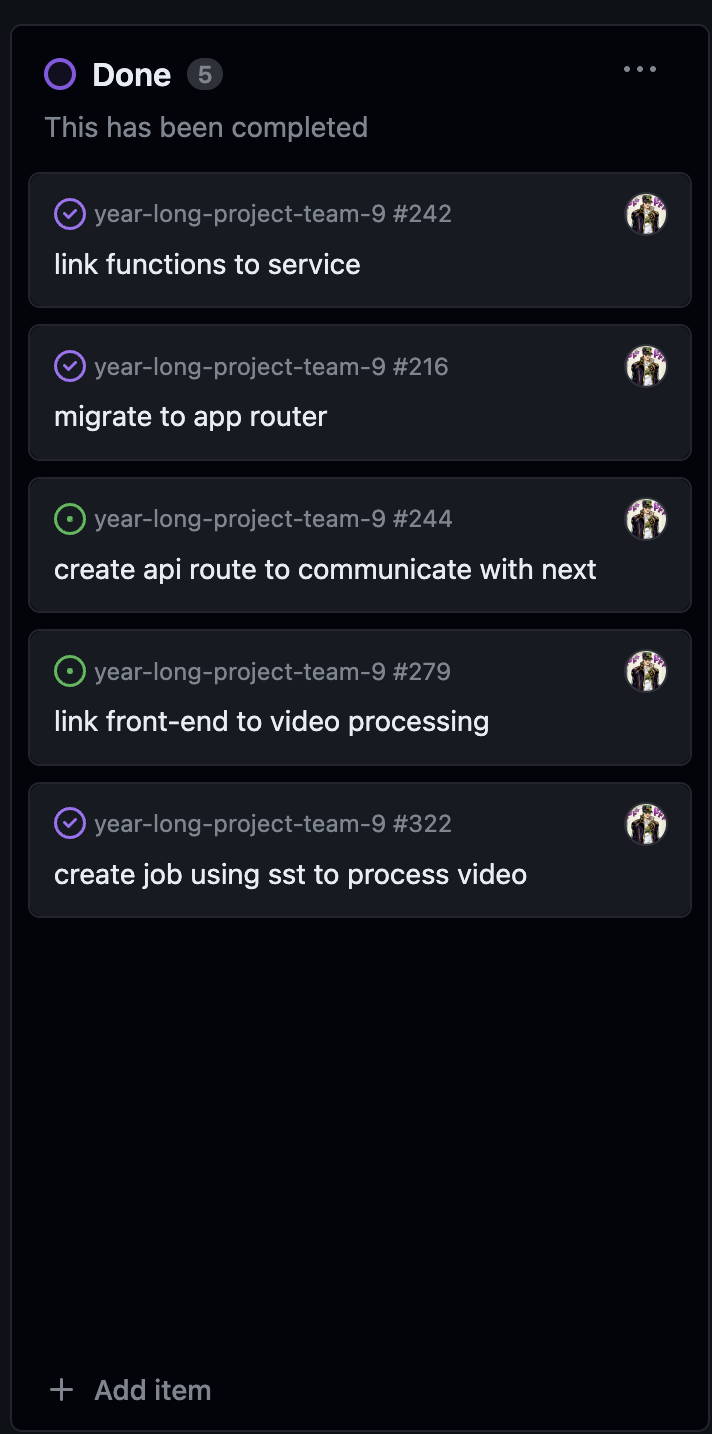 Done 5
This has been completed
year-long-project-team-9 #242
link functions to service
year-long-project-team-9 #216
migrate to app router
year-long-project-team-9 #244
create api route to communicate with next
year-long-project-team-9 #279
link front-end to video processing
year-long-project-team-9 #322
create job using sst to process video
Add item